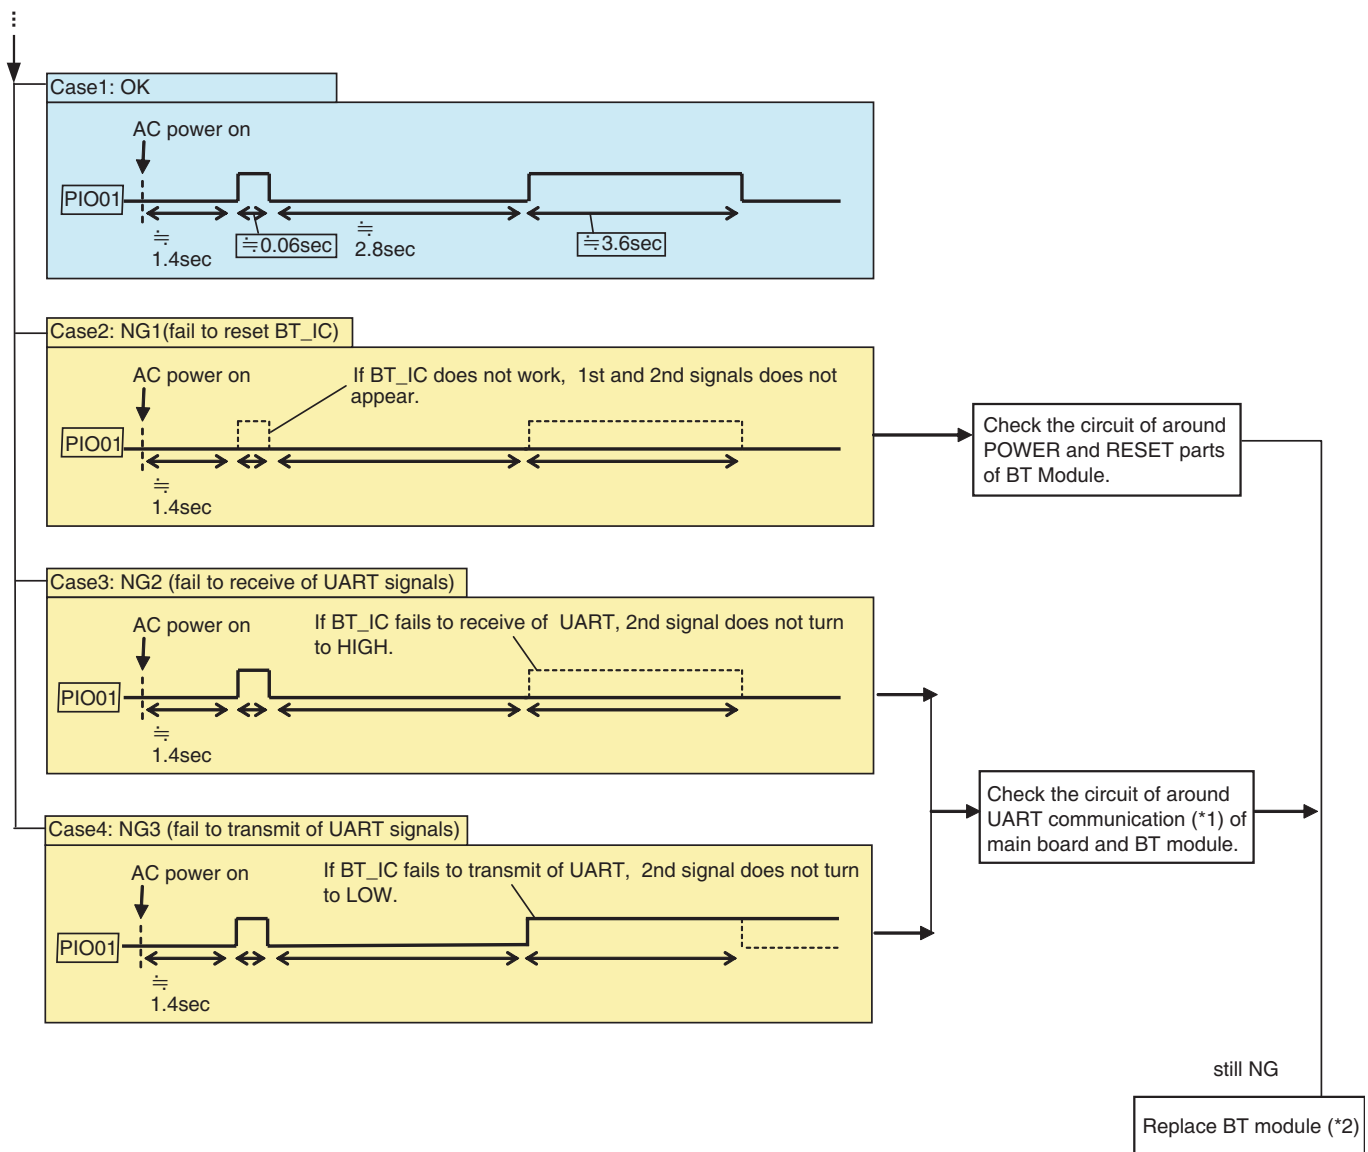 ⋮
Case1: OK
AC power on
PIO01
≒
1.4sec
≒0.06sec
≒
2.8sec
≒3.6sec
Case2: NG1(fail to reset BT_IC)
AC power on
If BT_IC does not work, 1st and 2nd signals does not
appear.
PIO01
≒
1.4sec
Check the circuit of around
POWER and RESET parts
of BT Module.
Case3: NG2 (fail to receive of UART signals)
AC power on
If BT_IC fails to receive of UART, 2nd signal does not turn
to HIGH.
PIO01
≒
1.4sec
Check the circuit of around
UART communication (*1) of
main board and BT module.
Case4: NG3 (fail to transmit of UART signals)
AC power on
If BT_IC fails to transmit of UART, 2nd signal does not turn
to LOW.
PIO01
≒
1.4sec
still NG
Replace BT module (*2)